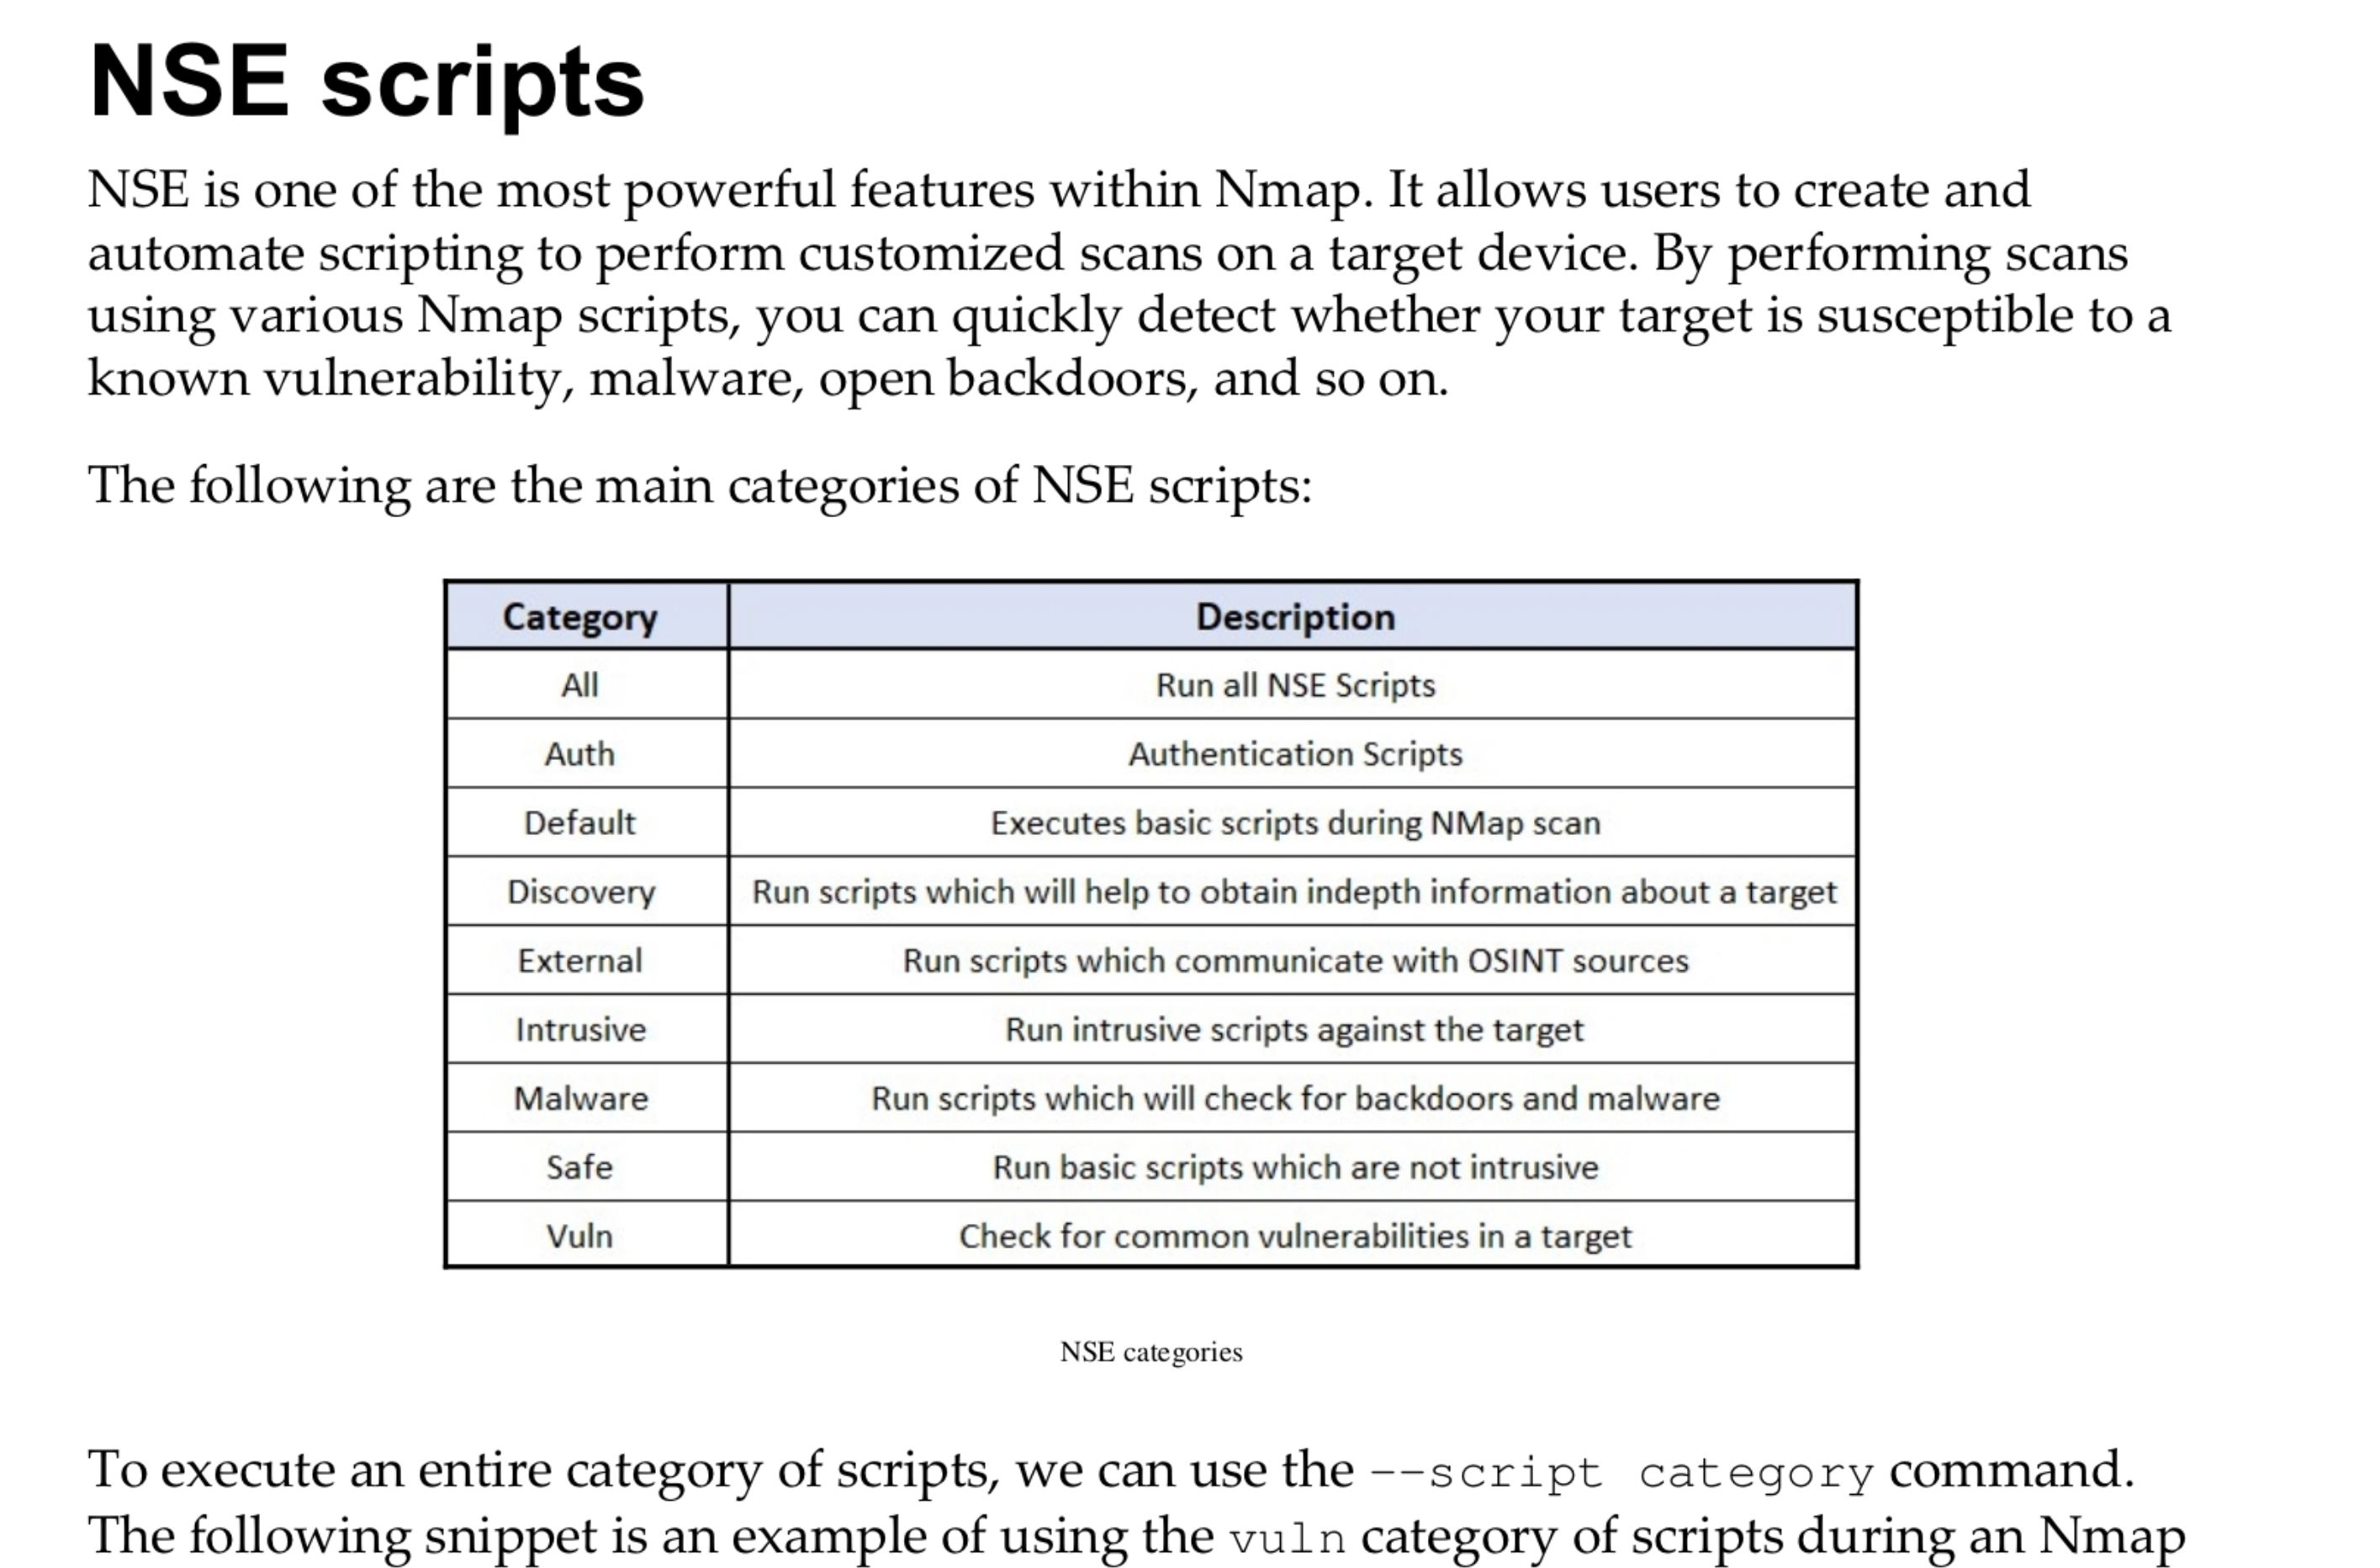 NSE scripts
NSE is one of the most powerful features within Nmap. It allows users to create and
automate scripting to perform customized scans on a target device. By performing scans
using various Nmap scripts, you can quickly detect whether your target is susceptible to a
known vulnerability, malware, open backdoors, and so on.
The following are the main categories of NSE scripts:
Category Description
All Run all NSE Scripts
Auth Authentication Scripts
Default Executes basic scripts during NMap scan
Discovery Run scripts which will help to obtain indepth information about a target
External Run scripts which communicate with OSINT sources
Intrusive Run intrusive scripts against the target
Malware Run scripts which will check for backdoors and malware
Safe Run basic scripts which are not intrusive
Vuln Check for common vulnerabilities in a target
NSE categories
To execute an entire category of scripts, we can use the --script category command.
The following snippet is an example of using the vuln category of scripts during an Nmap